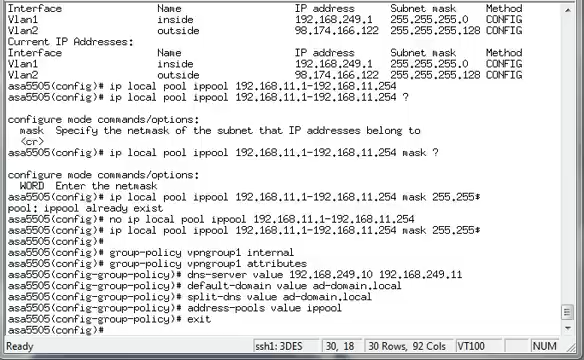 Interface Name IP address Subnet mask Method
Vlan1 inside 192.168.249.1 255.255.255.0 CONFIG
Vlan2 outside 98.174.166.122 255.255.255.128 CONFIG
Current IP Addresses:
Interface Name IP address Subnet mask Method
Vlan1 inside 192.168.249.1 255.255.255.0 CONFIG
Vlan2 outside 98.174.166.122 255.255.255.128 CONFIG
asa5505(config)# ip local pool ippool 192.168.11.1-192.168.11.254
asa5505(config)# ip local pool ippool 192.168.11.1-192.168.11.254 ?
configure mode commands/options:
mask Specify the netmask of the subnet that IP addresses belong to
<cr>
asa5505(config)# ip local pool ippool 192.168.11.1-192.168.11.254 mask ?
configure mode commands/options:
WORD Enter the netmask
asa5505(config)# ip local pool ippool 192.168.11.1-192.168.11.254 mask 255.255$
pool: ippool already exist
asa5505(config)# no ip local pool ippool 192.168.11.1-192.168.11.254
asa5505(config)# ip local pool ippool 192.168.11.1-192.168.11.254 mask 255.255$
asa5505(config)#
asa5505(config)# group-policy vpngroup1 internal
asa5505(config)# group-policy vpngroup1 attributes
asa5505(config-group-policy)# dns-server value 192.168.249.10 192.168.249.11
asa5505(config-group-policy)# default-domain value ad-domain.local
asa5505(config-group-policy)# split-dns value ad-domain.local
asa5505(config-group-policy)# address-pools value ippool
asa5505(config-group-policy)# exit
asa5505(config)#
Ready ssh1: 3DES 30, 18 30 Rows, 92 Cols VT100 NUM